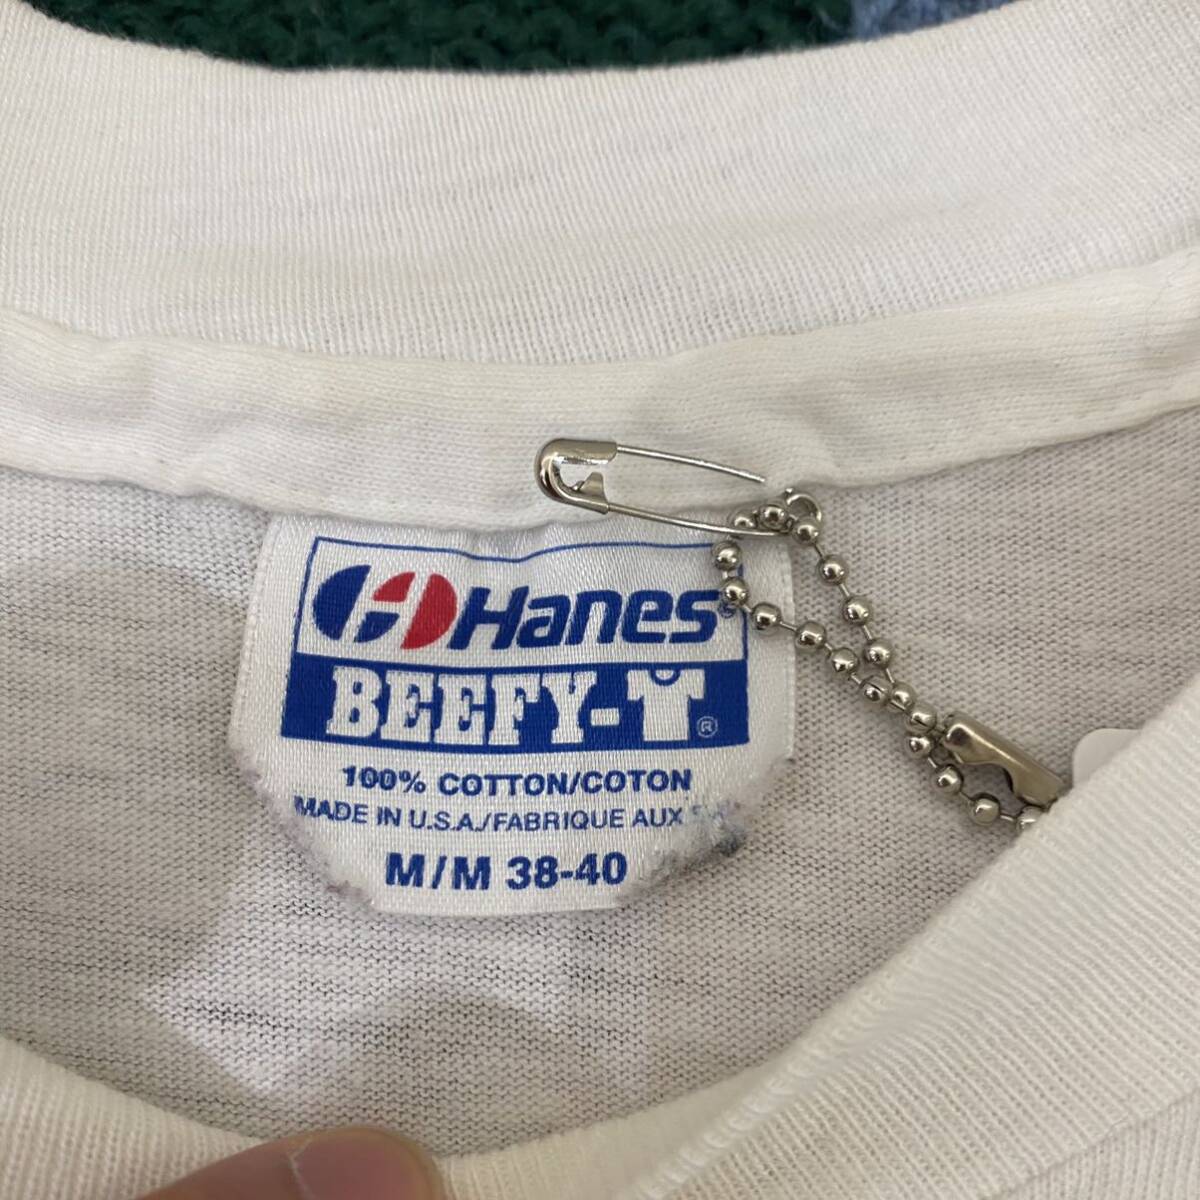 Hanes®
BEEFY-T®
100% COTTON/COTON
MADE IN U.S.A./FABRIQUE AUX
M/M 38-40